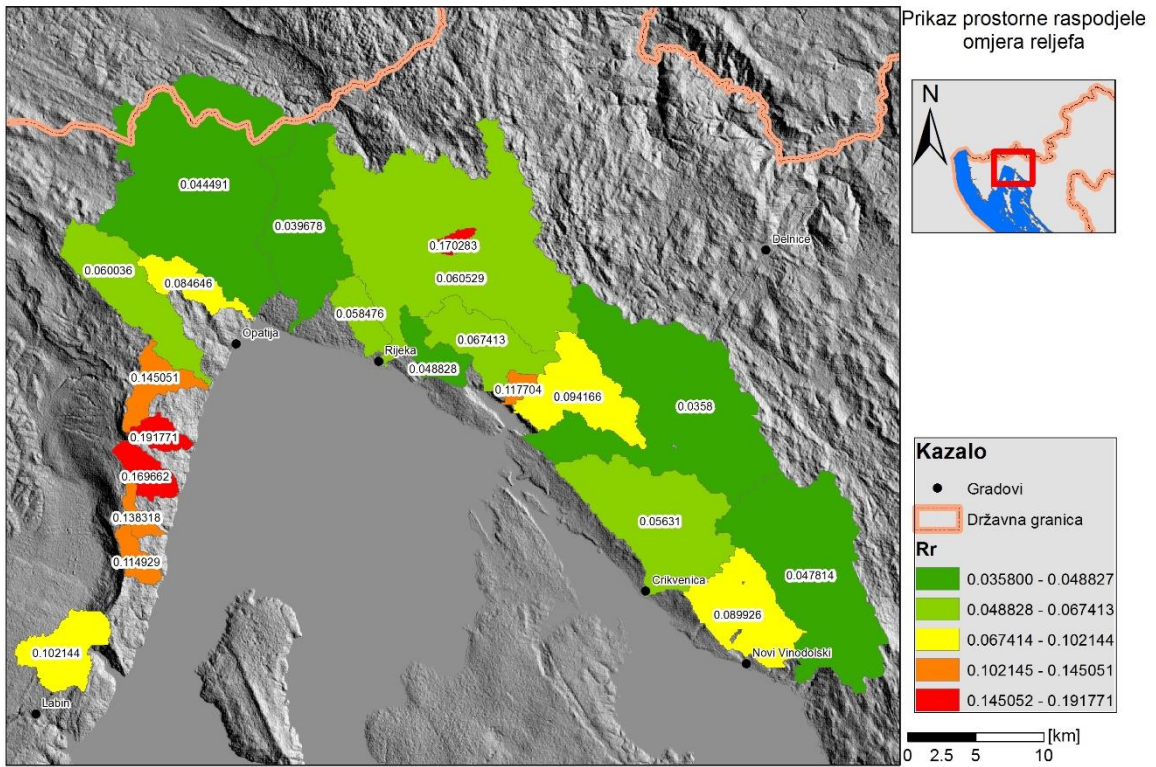 Prikaz prostorne raspodjele
omjera reljefa
N
0.044491
0.039678
0.170283
0.060529
Delnice
0.060036
0.084646
0.058476
0.067413
Opatija
Rijeka
0.048828
0.145051
0.117704
0.094166
0.0358
0.191771
0.169662
0.138318
0.05631
0.114929
0.047814
Crikvenica
0.089926
0.102144
Novi Vinodolski
Labin
Kazalo
Gradovi
Državna granica
Rr
0.035800 - 0.048827
0.048828 - 0.067413
0.067414 - 0.102144
0.102145 - 0.145051
0.145052 - 0.191771
[km]
0 2.5 5 10